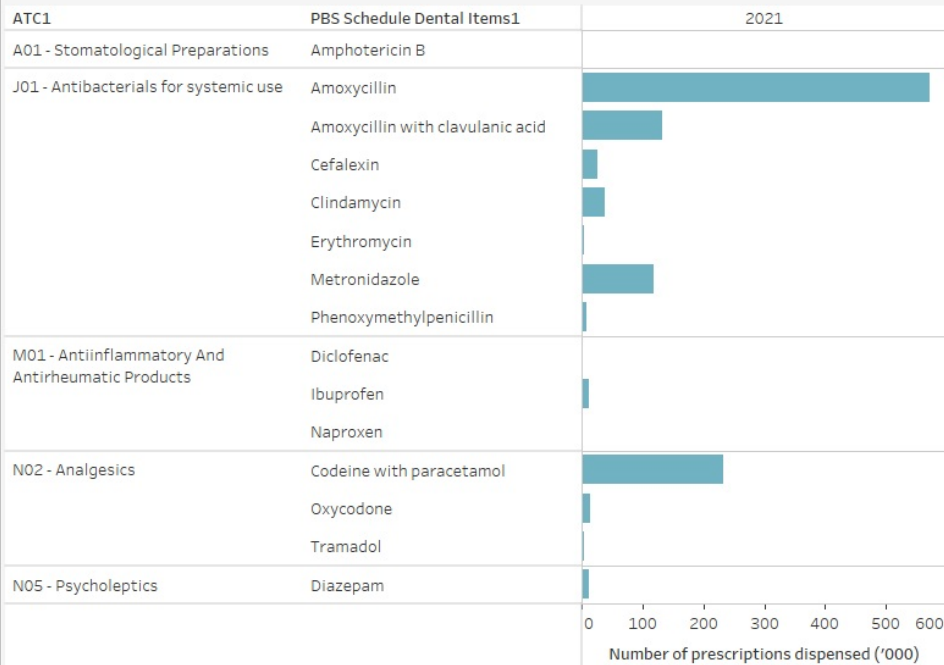 ATC1 PBS Schedule Dental Items1 2021
A01 - Stomatological Preparations Amphotericin B
J01 - Antibacterials for systemic use Amoxycillin
Amoxycillin with clavulanic acid
Cefalexin
Clindamycin
Erythromycin
Metronidazole
Phenoxymethylpenicillin
M01 - Antiinflammatory And Diclofenac
Antirheumatic Products
Ibuprofen
Naproxen
N02 - Analgesics Codeine with paracetamol
Oxycodone
Tramadol
N05 - Psycholeptics Diazepam
0 100 200 300 400 500 600
Number of prescriptions dispensed ('000)